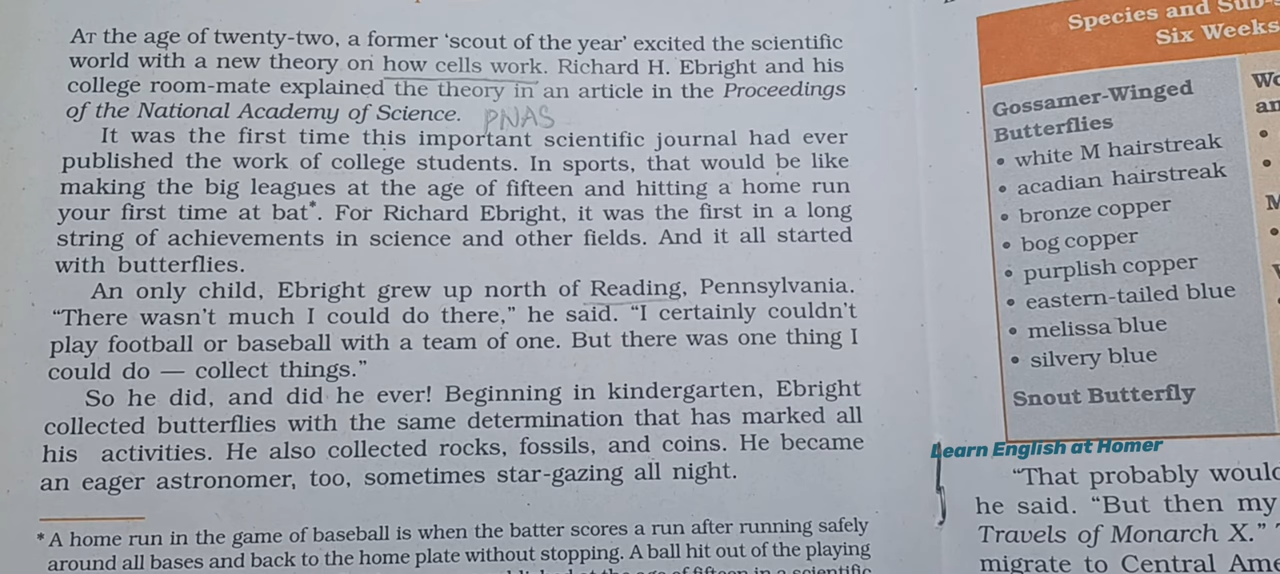 AT the age of twenty-two, a former ‘scout of the year’ excited the scientific
world with a new theory on how cells work. Richard H. Ebright and his
college room-mate explained the theory in an article in the Proceedings
of the National Academy of Science.
PNAS
It was the first time this important scientific journal had ever
published the work of college students. In sports, that would be like
making the big leagues at the age of fifteen and hitting a home run
your first time at bat*. For Richard Ebright, it was the first in a long
string of achievements in science and other fields. And it all started
with butterflies.
An only child, Ebright grew up north of Reading, Pennsylvania.
“There wasn’t much I could do there,” he said. “I certainly couldn’t
play football or baseball with a team of one. But there was one thing I
could do — collect things.”
So he did, and did he ever! Beginning in kindergarten, Ebright
collected butterflies with the same determination that has marked all
his activities. He also collected rocks, fossils, and coins. He became
an eager astronomer, too, sometimes star-gazing all night.
*A home run in the game of baseball is when the batter scores a run after running safely
around all bases and back to the home plate without stopping. A ball hit out of the playing
Species and Sub-
Six Weeks
Gossamer-Winged
Butterflies
• white M hairstreak
• acadian hairstreak
• bronze copper
• bog copper
• purplish copper
• eastern-tailed blue
• melissa blue
• silvery blue
Snout Butterfly
Learn English at Homer
“That probably would
he said. “But then my
Travels of Monarch X.”
migrate to Central